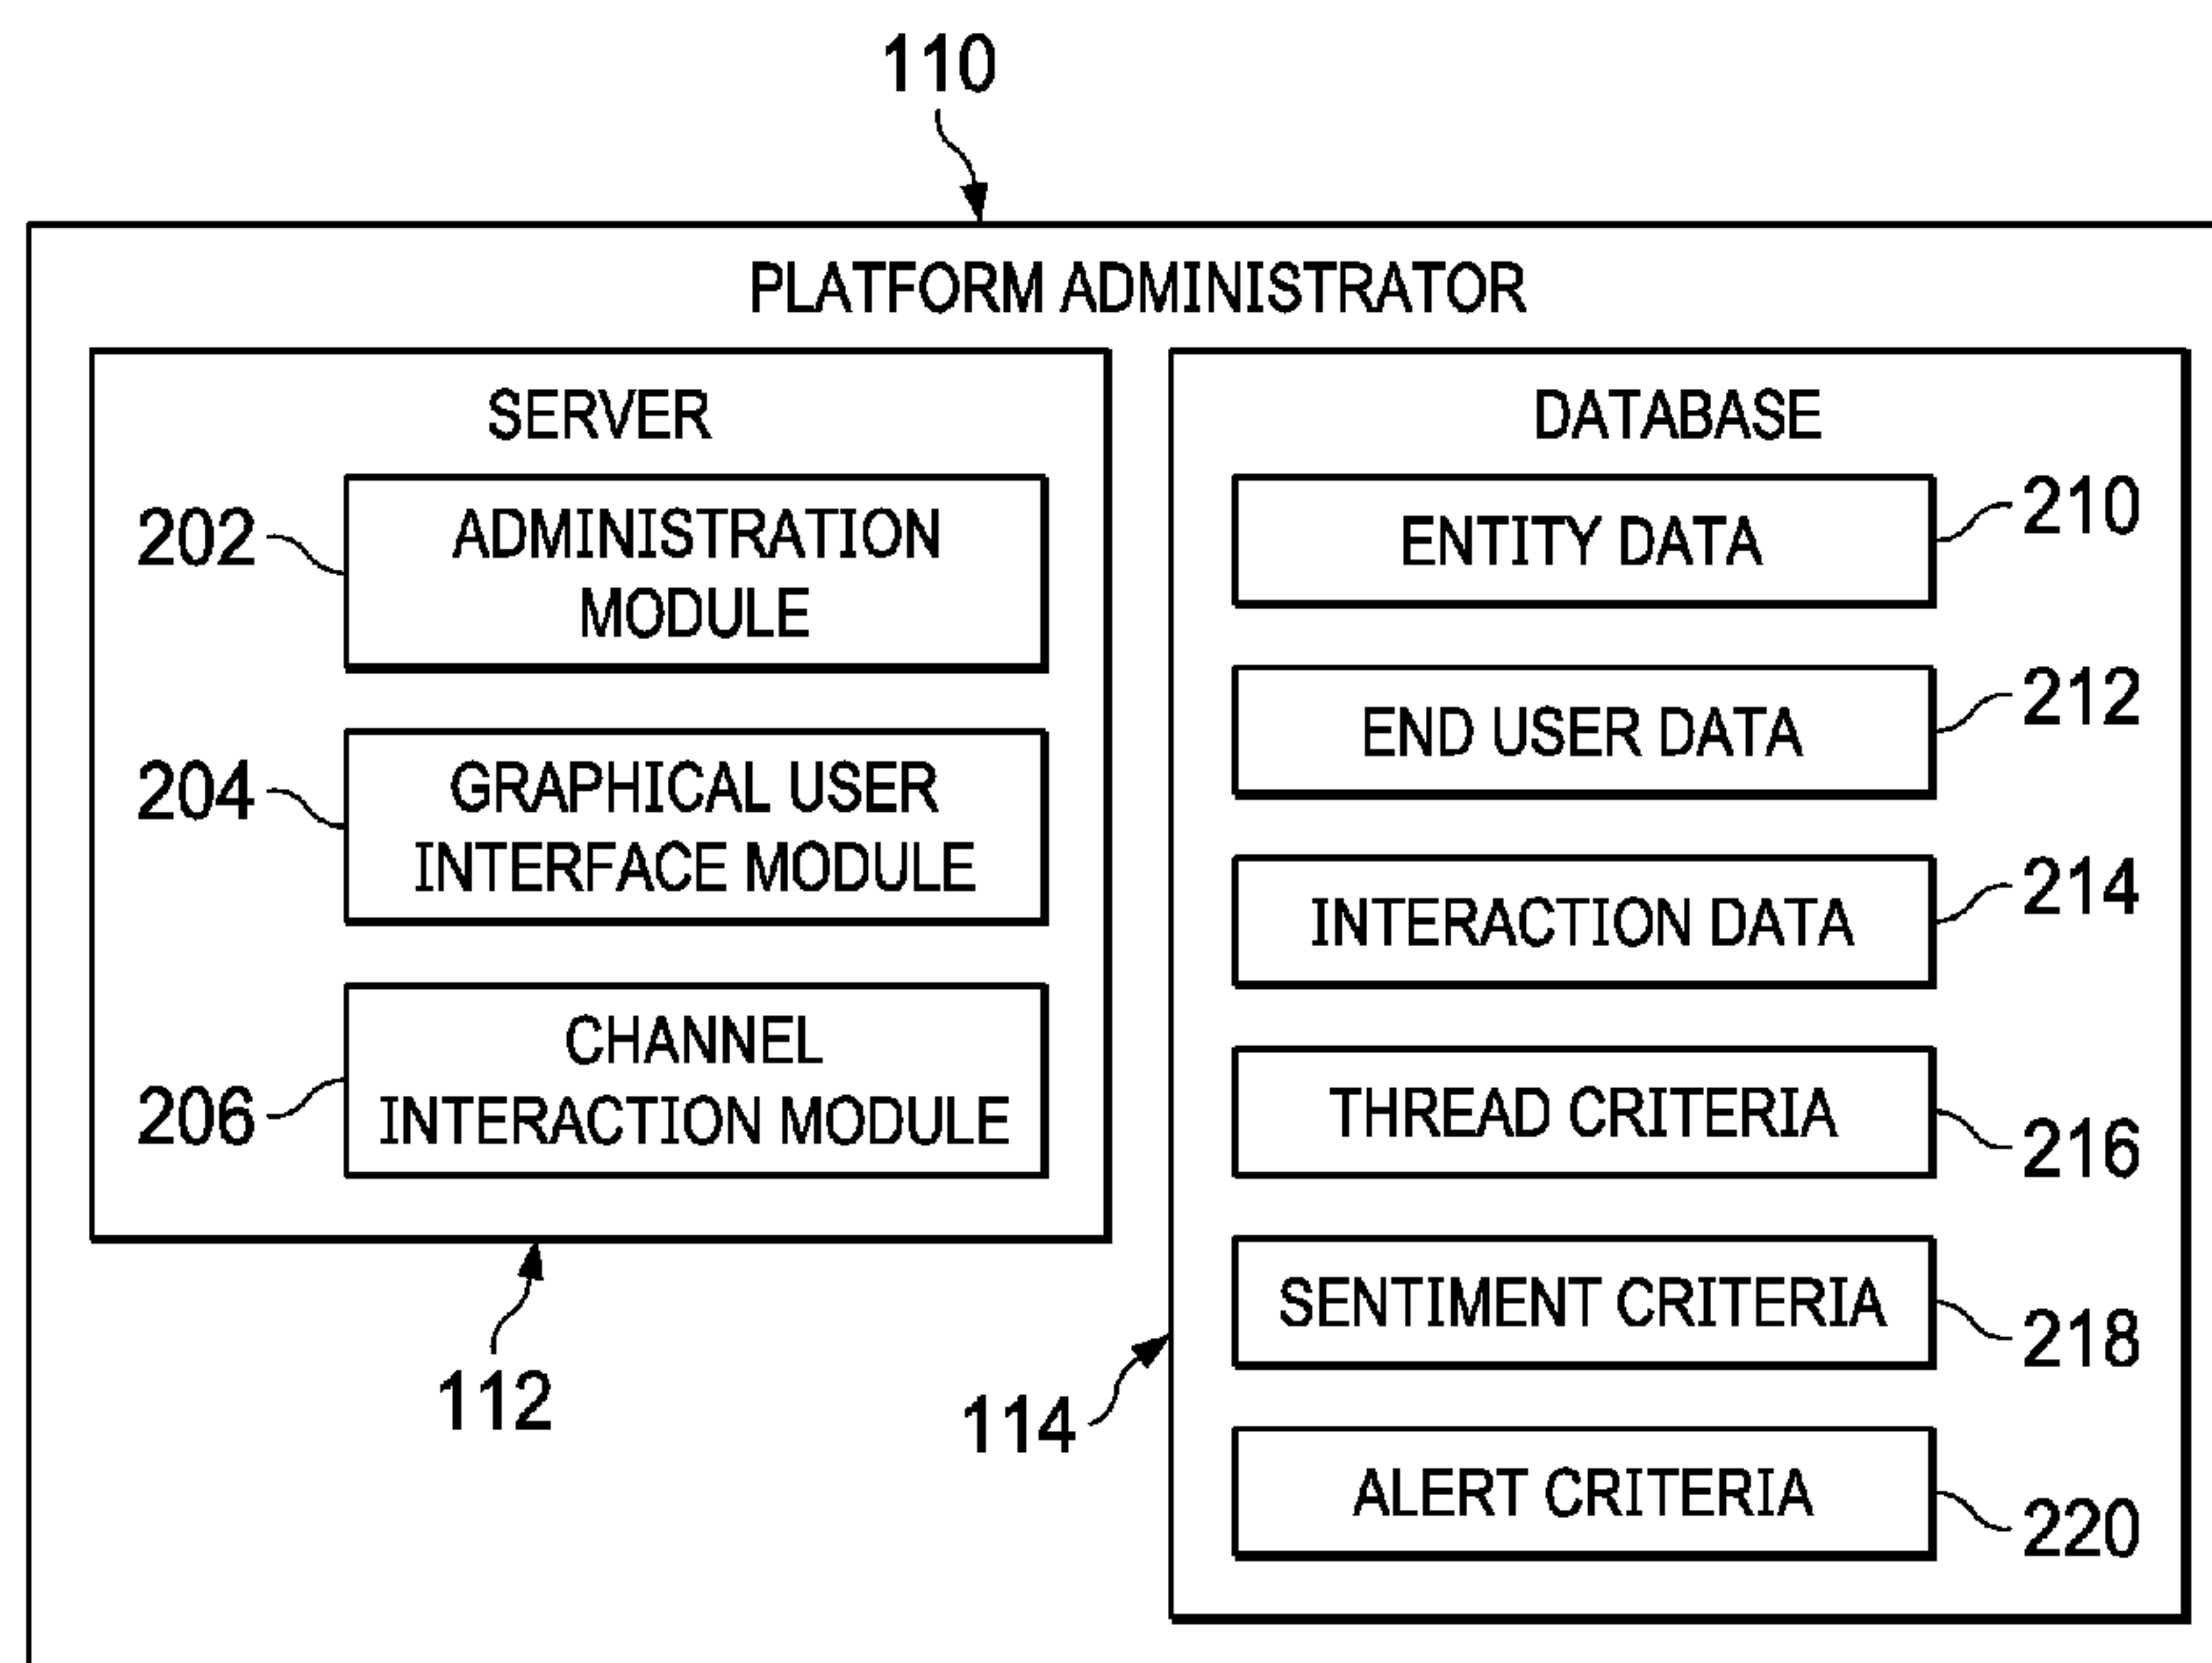 110
PLATFORM ADMINISTRATOR
SERVER
202
ADMINISTRATION
MODULE
204
GRAPHICAL USER
INTERFACE MODULE
206
CHANNEL
INTERACTION MODULE
112
DATABASE
ENTITY DATA
210
END USER DATA
212
INTERACTION DATA
214
THREAD CRITERIA
216
SENTIMENT CRITERIA
218
ALERT CRITERIA
220
114